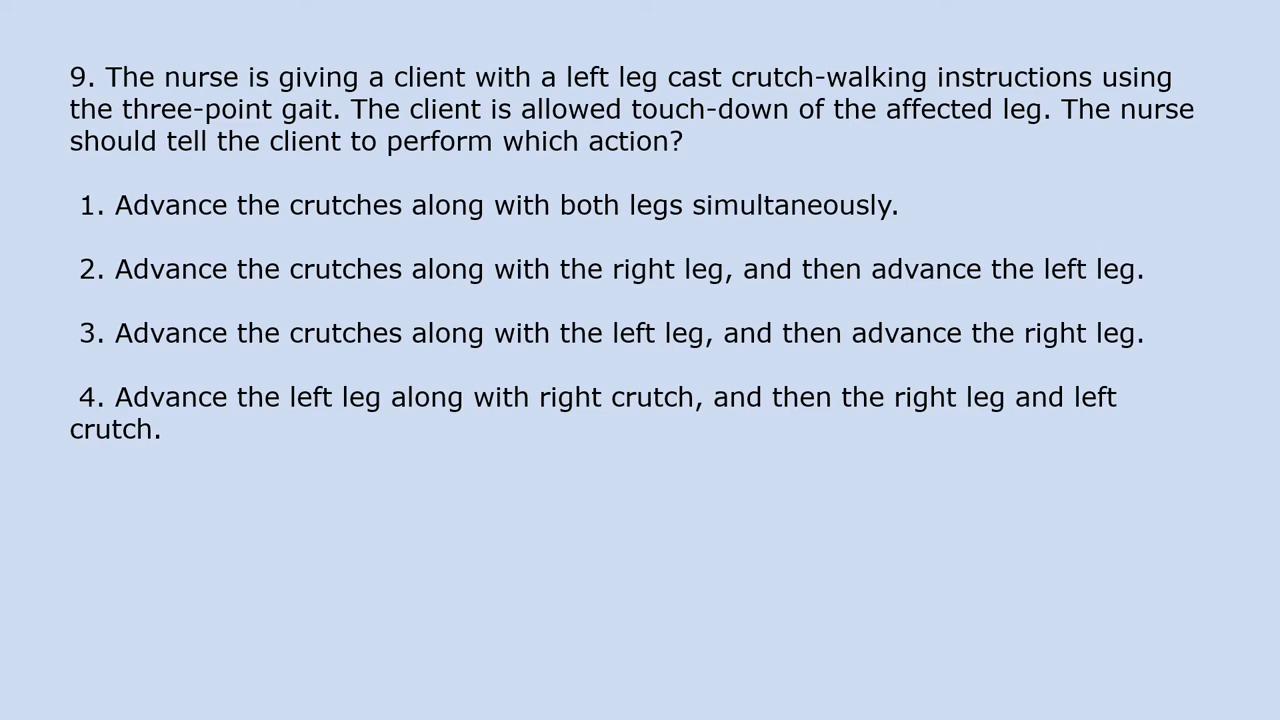 9. The nurse is giving a client with a left leg cast crutch-walking instructions using
the three-point gait. The client is allowed touch-down of the affected leg. The nurse
should tell the client to perform which action?
1. Advance the crutches along with both legs simultaneously.
2. Advance the crutches along with the right leg, and then advance the left leg.
3. Advance the crutches along with the left leg, and then advance the right leg.
4. Advance the left leg along with right crutch, and then the right leg and left
crutch.